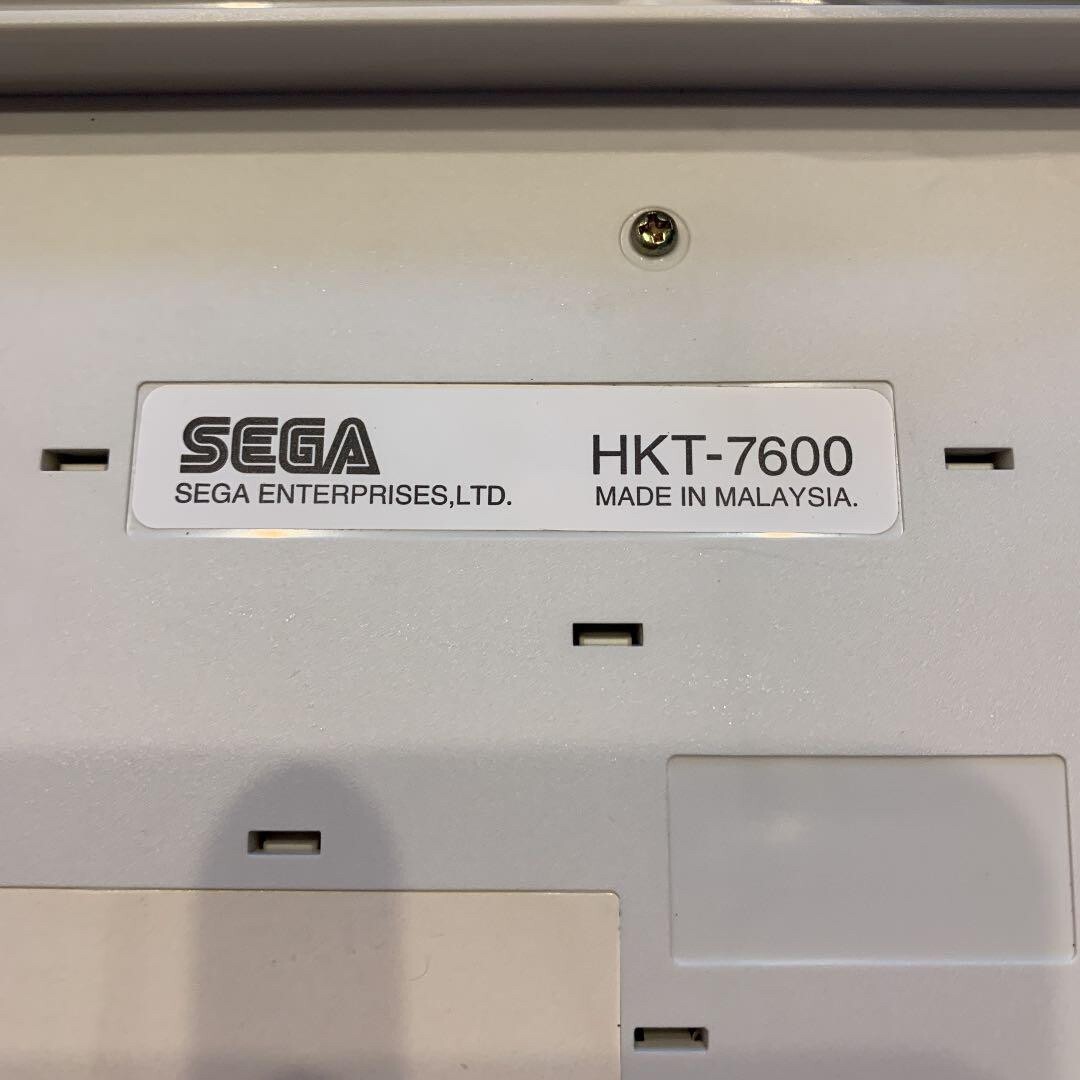 SEGA HKT-7600
SEGA ENTERPRISES,LTD. MADE IN MALAYSIA.